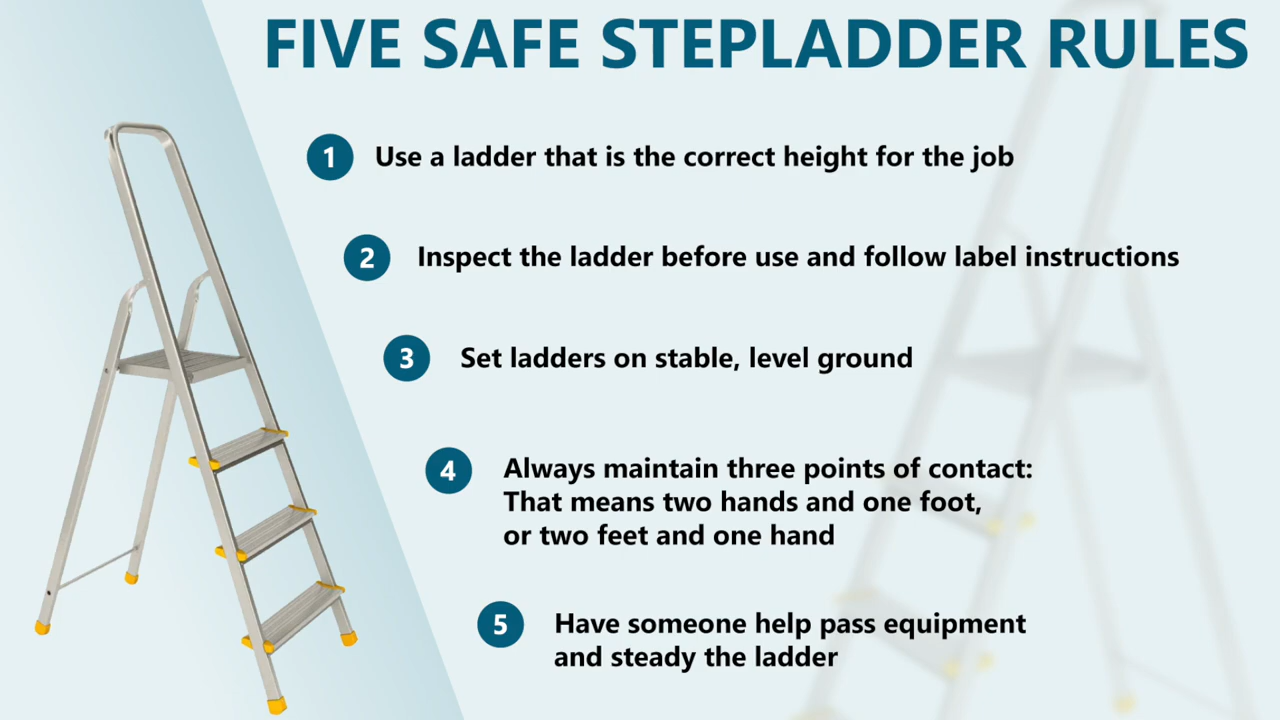 FIVE SAFE STEPLADDER RULES
1 Use a ladder that is the correct height for the job
2 Inspect the ladder before use and follow label instructions
3 Set ladders on stable, level ground
4 Always maintain three points of contact:
That means two hands and one foot,
or two feet and one hand
5 Have someone help pass equipment
and steady the ladder